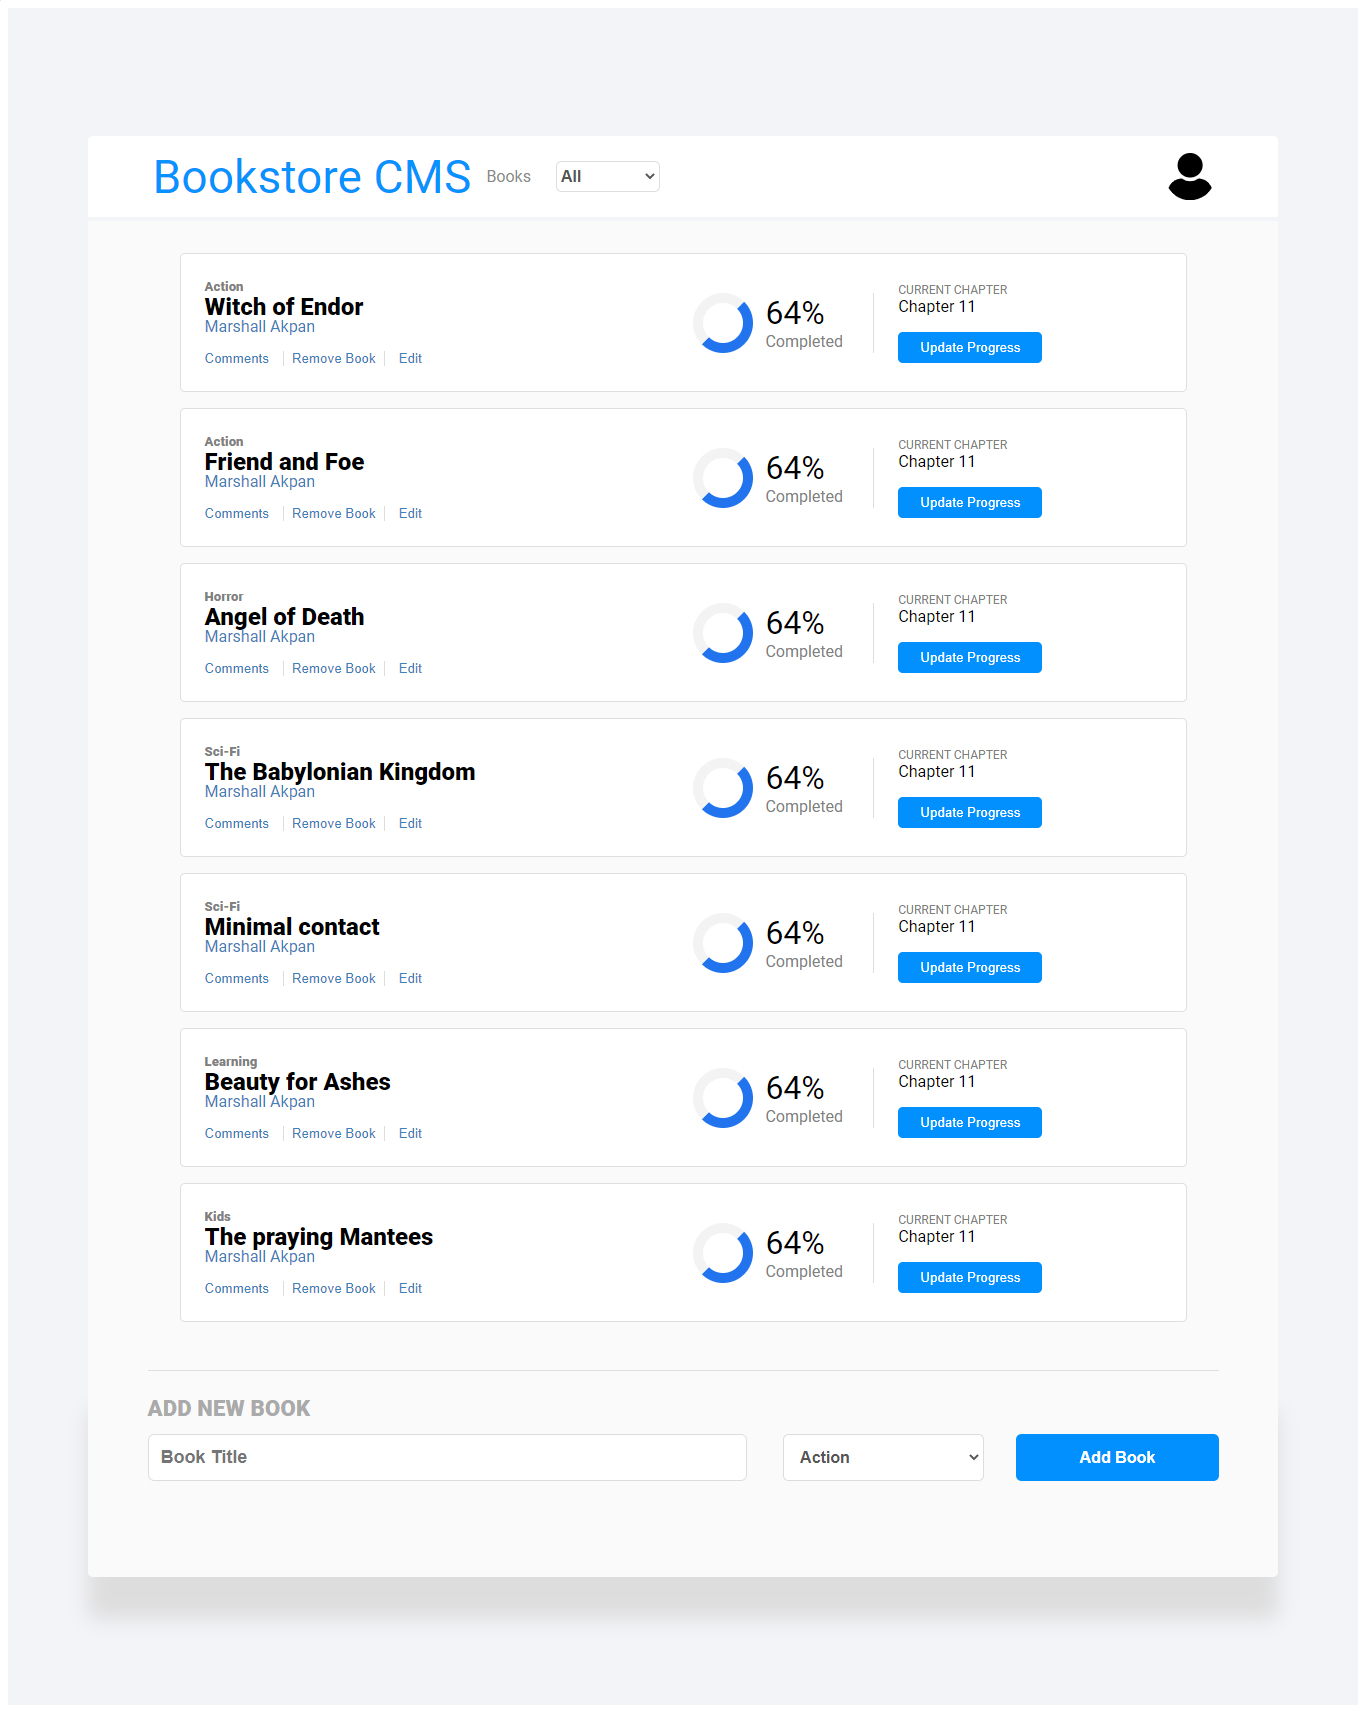 Bookstore CMS Books All
Action
Witch of Endor
Marshall Akpan
Comments Remove Book Edit
64%
Completed
CURRENT CHAPTER
Chapter 11
Update Progress
Action
Friend and Foe
Marshall Akpan
Comments Remove Book Edit
64%
Completed
CURRENT CHAPTER
Chapter 11
Update Progress
Horror
Angel of Death
Marshall Akpan
Comments Remove Book Edit
64%
Completed
CURRENT CHAPTER
Chapter 11
Update Progress
Sci-Fi
The Babylonian Kingdom
Marshall Akpan
Comments Remove Book Edit
64%
Completed
CURRENT CHAPTER
Chapter 11
Update Progress
Sci-Fi
Minimal contact
Marshall Akpan
Comments Remove Book Edit
64%
Completed
CURRENT CHAPTER
Chapter 11
Update Progress
Learning
Beauty for Ashes
Marshall Akpan
Comments Remove Book Edit
64%
Completed
CURRENT CHAPTER
Chapter 11
Update Progress
Kids
The praying Mantees
Marshall Akpan
Comments Remove Book Edit
64%
Completed
CURRENT CHAPTER
Chapter 11
Update Progress
ADD NEW BOOK
Book Title Action Add Book